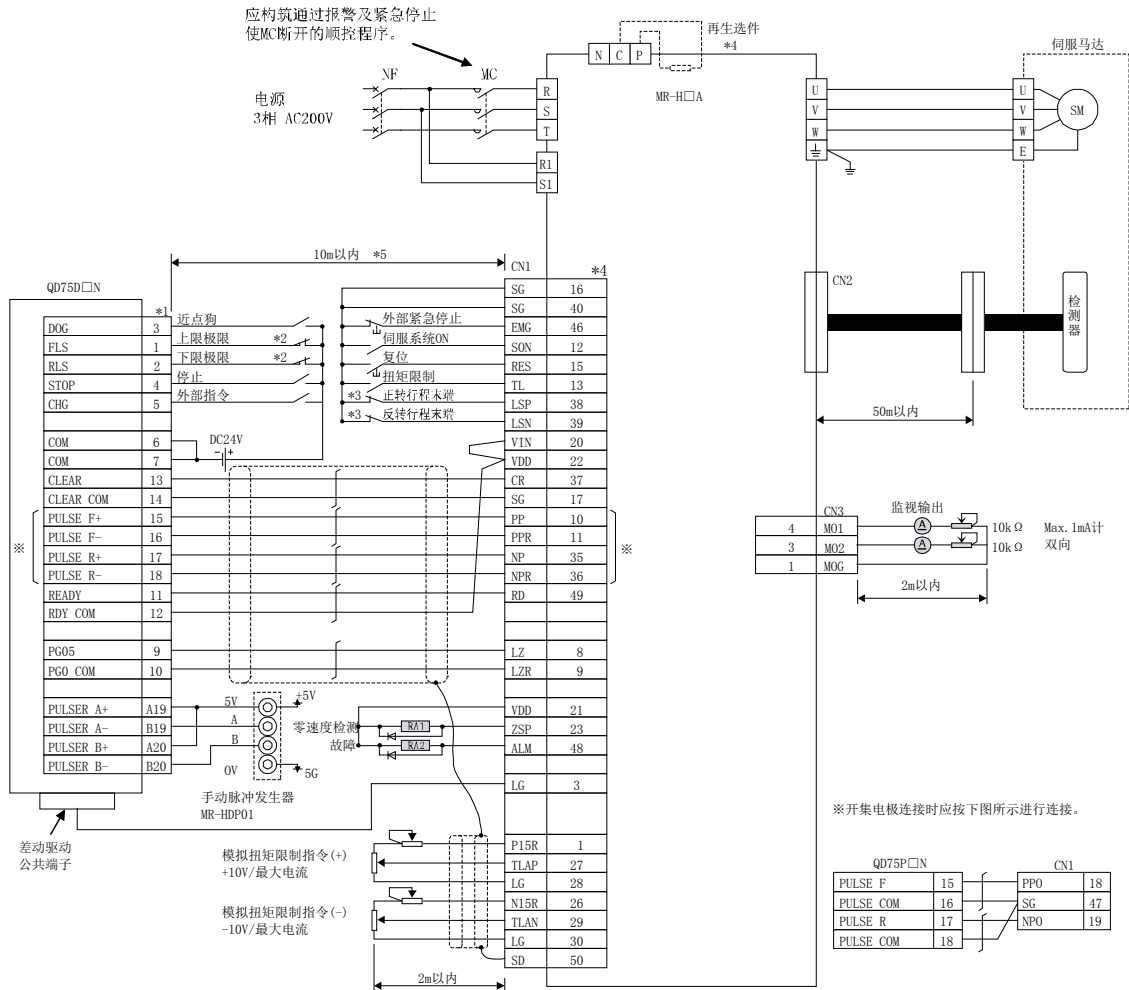 应构筑通过报警及紧急停止
使MC断开的顺控程序。
NF
MC
电源
3相 AC200V
R
S
T
R1
S1
N C P
再生选件
*4
MR-H□A
伺服马达
U
V
W
U
V
W
E
SM
10m以内 *5
QD75D□N
*1
DOG 3 近点狗
FLS 1 上限极限 *2
RLS 2 下限极限 *2
STOP 4 停止
CHG 5 外部指令
COM 6
COM 7
DC24V
- +
CLEAR 13
CLEAR COM 14
PULSE F+ 15
PULSE F- 16
PULSE R+ 17
PULSE R- 18
※
READY 11
RDY COM 12
PG05 9
PG0 COM 10
PULSER A+ A19
PULSER A- B19
PULSER B+ A20
PULSER B- B20
5V
A
B
0V
+5V
5G
手动脉冲发生器
MR-HDP01
差动驱动
公共端子
CN1
*4
SG 16
SG 40
外部紧急停止 EMG 46
伺服系统ON SON 12
复位 RES 15
扭矩限制 TL 13
*3 正转行程末端 LSP 38
*3 反转行程末端 LSN 39
VIN 20
VDD 22
CR 37
SG 17
PP 10
PPR 11
NP 35
NPR 36
※
RD 49
LZ 8
LZR 9
VDD 21
零速度检测 RA1 ZSP 23
故障 RA2 ALM 48
LG 3
P15R 1
TLAP 27
LG 28
N15R 26
TLAN 29
LG 30
SD 50
模拟扭矩限制指令(+)
+10V/最大电流
模拟扭矩限制指令(-)
-10V/最大电流
2m以内
CN2
检测器
50m以内
CN3
监视输出
4 MO1 A 10kΩ
3 MO2 A 10kΩ
1 MOG
Max.1mA计
双向
2m以内
※开集电极连接时应按下图所示进行连接。
QD75P□N
CN1
PULSE F 15 PPO 18
PULSE COM 16 SG 47
PULSE R 17 NPO 19
PULSE COM 18